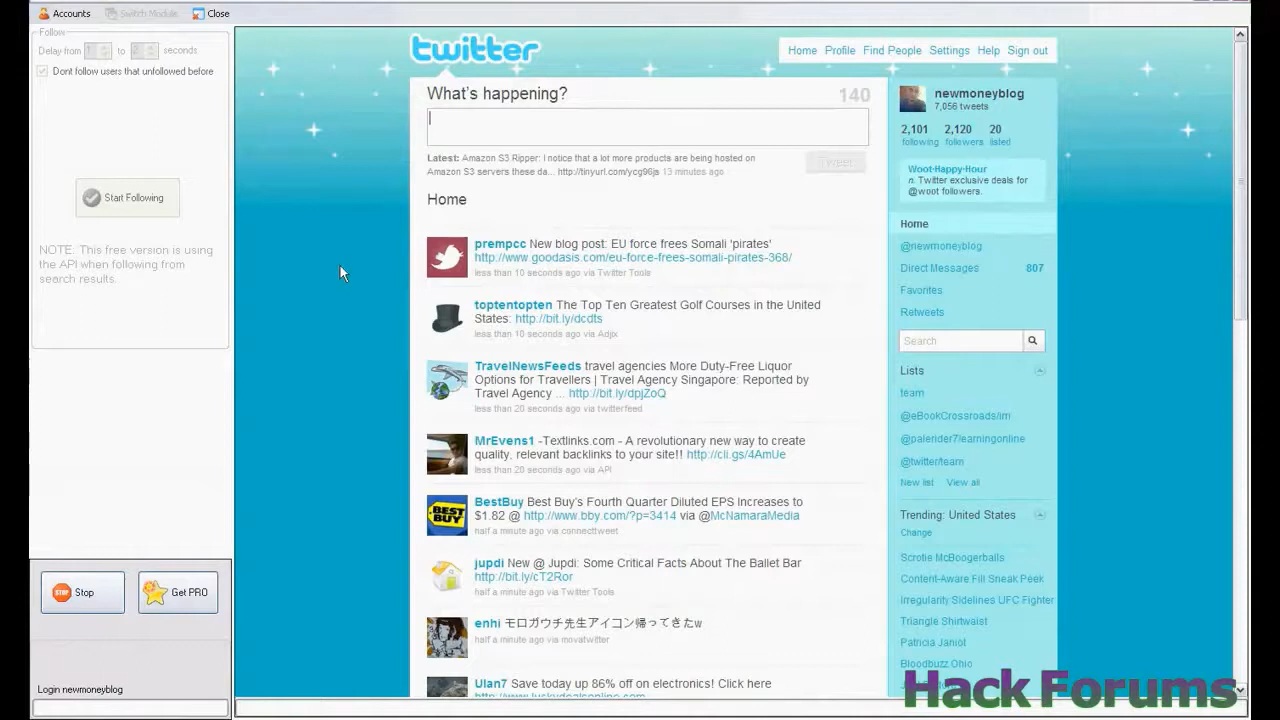 Accounts
Switch Module
Close
Follow
Delay from 1 to 2 seconds
Dont follow users that unfollowed before
Start Following
NOTE. This free version is using
the API when following from
search results.
STOP Stop
Get PRO
Login newmoneyblog
twitter
Home Profile Find People Settings Help Sign out
What's happening?
140
Latest: Amazon S3 Ripper: I notice that a lot more products are being hosted on
Amazon S3 servers these da... http://tinyurl.com/ycg96js 13 minutes ago
Tweet
Home
prempcc New blog post: EU force frees Somali 'pirates'
http://www.goodasis.com/eu-force-frees-somali-pirates-368/
less than 10 seconds ago via Twitter Tools
toptentopten The Top Ten Greatest Golf Courses in the United
States: http://bit.ly/dcdts
less than 10 seconds ago via Adjix
TravelNewsFeeds travel agencies More Duty-Free Liquor
Options for Travellers | Travel Agency Singapore: Reported by
Travel Agency ... http://bit.ly/dpjZoQ
less than 20 seconds ago via twitterfeed
MrEvens1 -Textlinks.com - A revolutionary new way to create
quality, relevant backlinks to your site!! http://cli.gs/4AmUe
less than 20 seconds ago via API
BEST BUY
BestBuy Best Buy's Fourth Quarter Diluted EPS increases to
$1.82 @ http://www.bby.com/?p=3414 via @McNamaraMedia
half a minute ago via connecttweet
jupdi New @ Jupdi: Some Critical Facts About The Ballet Bar
http://bit.ly/cT2Ror
half a minute ago via Twitter Tools
enhi モロガウチ先生アイコン帰ってきたw
half a minute ago via movatwitter
Ulan7 Save today up 86% off on electronics! Click here
http://www.luckydealsonline.com
newmoneyblog
7,056 tweets
2,101 2,120 20
following followers listed
Woot-Happy-Hour
n. Twitter exclusive deals for
@woot followers.
Home
@newmoneyblog
Direct Messages 807
Favorites
Retweets
Search
Lists
team
@eBookCrossroads/im
@palerider7/learningonline
@twitter/team
New list View all
Trending: United States
Change
Scrotie McBoogerballs
Content-Aware Fill Sneak Peek
Irregularity Sidelines UFC Fighter
Triangle Shirtwaist
Patricia Janiot
Bloodbuzz Ohio
Hack Forums